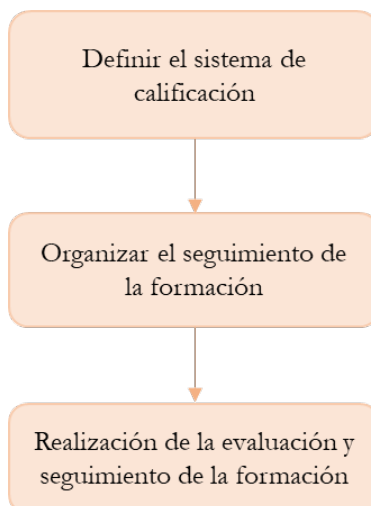 Definir el sistema de
calificación
Organizar el seguimiento de
la formación
Realización de la evaluación y
seguimiento de la formación